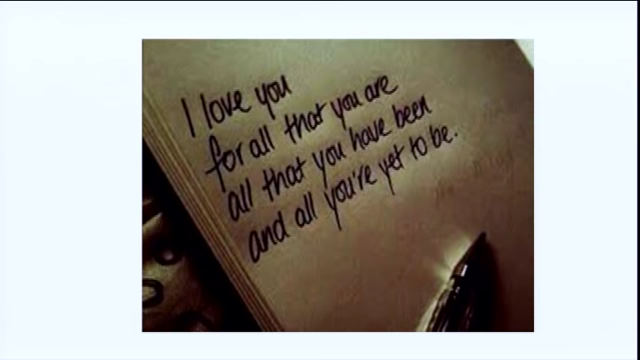 I love you
for all that you are
all that you have been
and all you're yet to be.